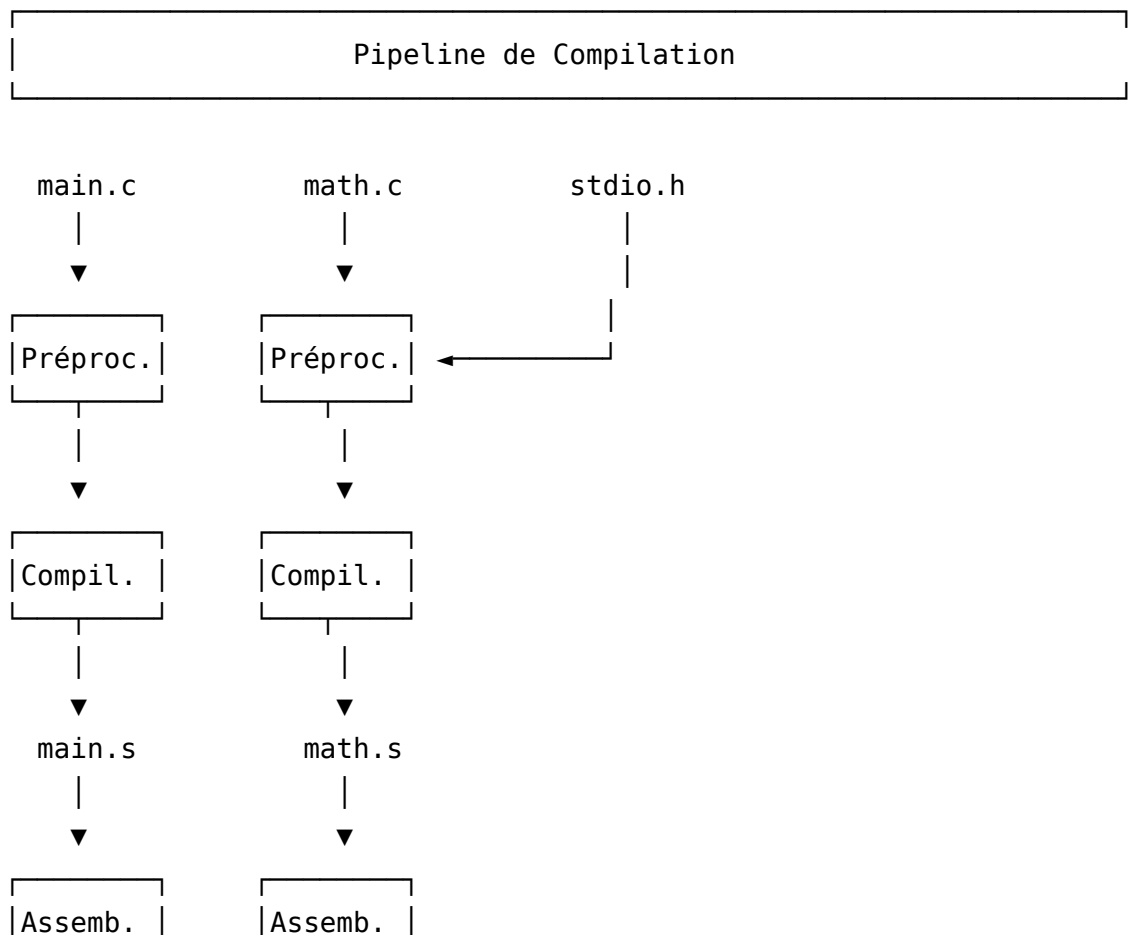 Pipeline de Compilation
main.c math.c stdio.h
Préproc. Préproc.
Compil. Compil.
main.s math.s
Assemb. Assemb.